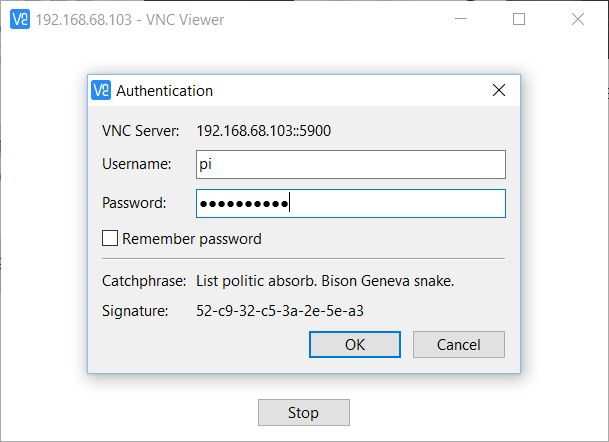 192.168.68.103 - VNC Viewer
Authentication
VNC Server: 192.168.68.103::5900
Username: pi
Password: ●●●●●●●●●●
Remember password
Catchphrase: List politic absorb. Bison Geneva snake.
Signature: 52-c9-32-c5-3a-2e-5e-a3
OK Cancel
Stop